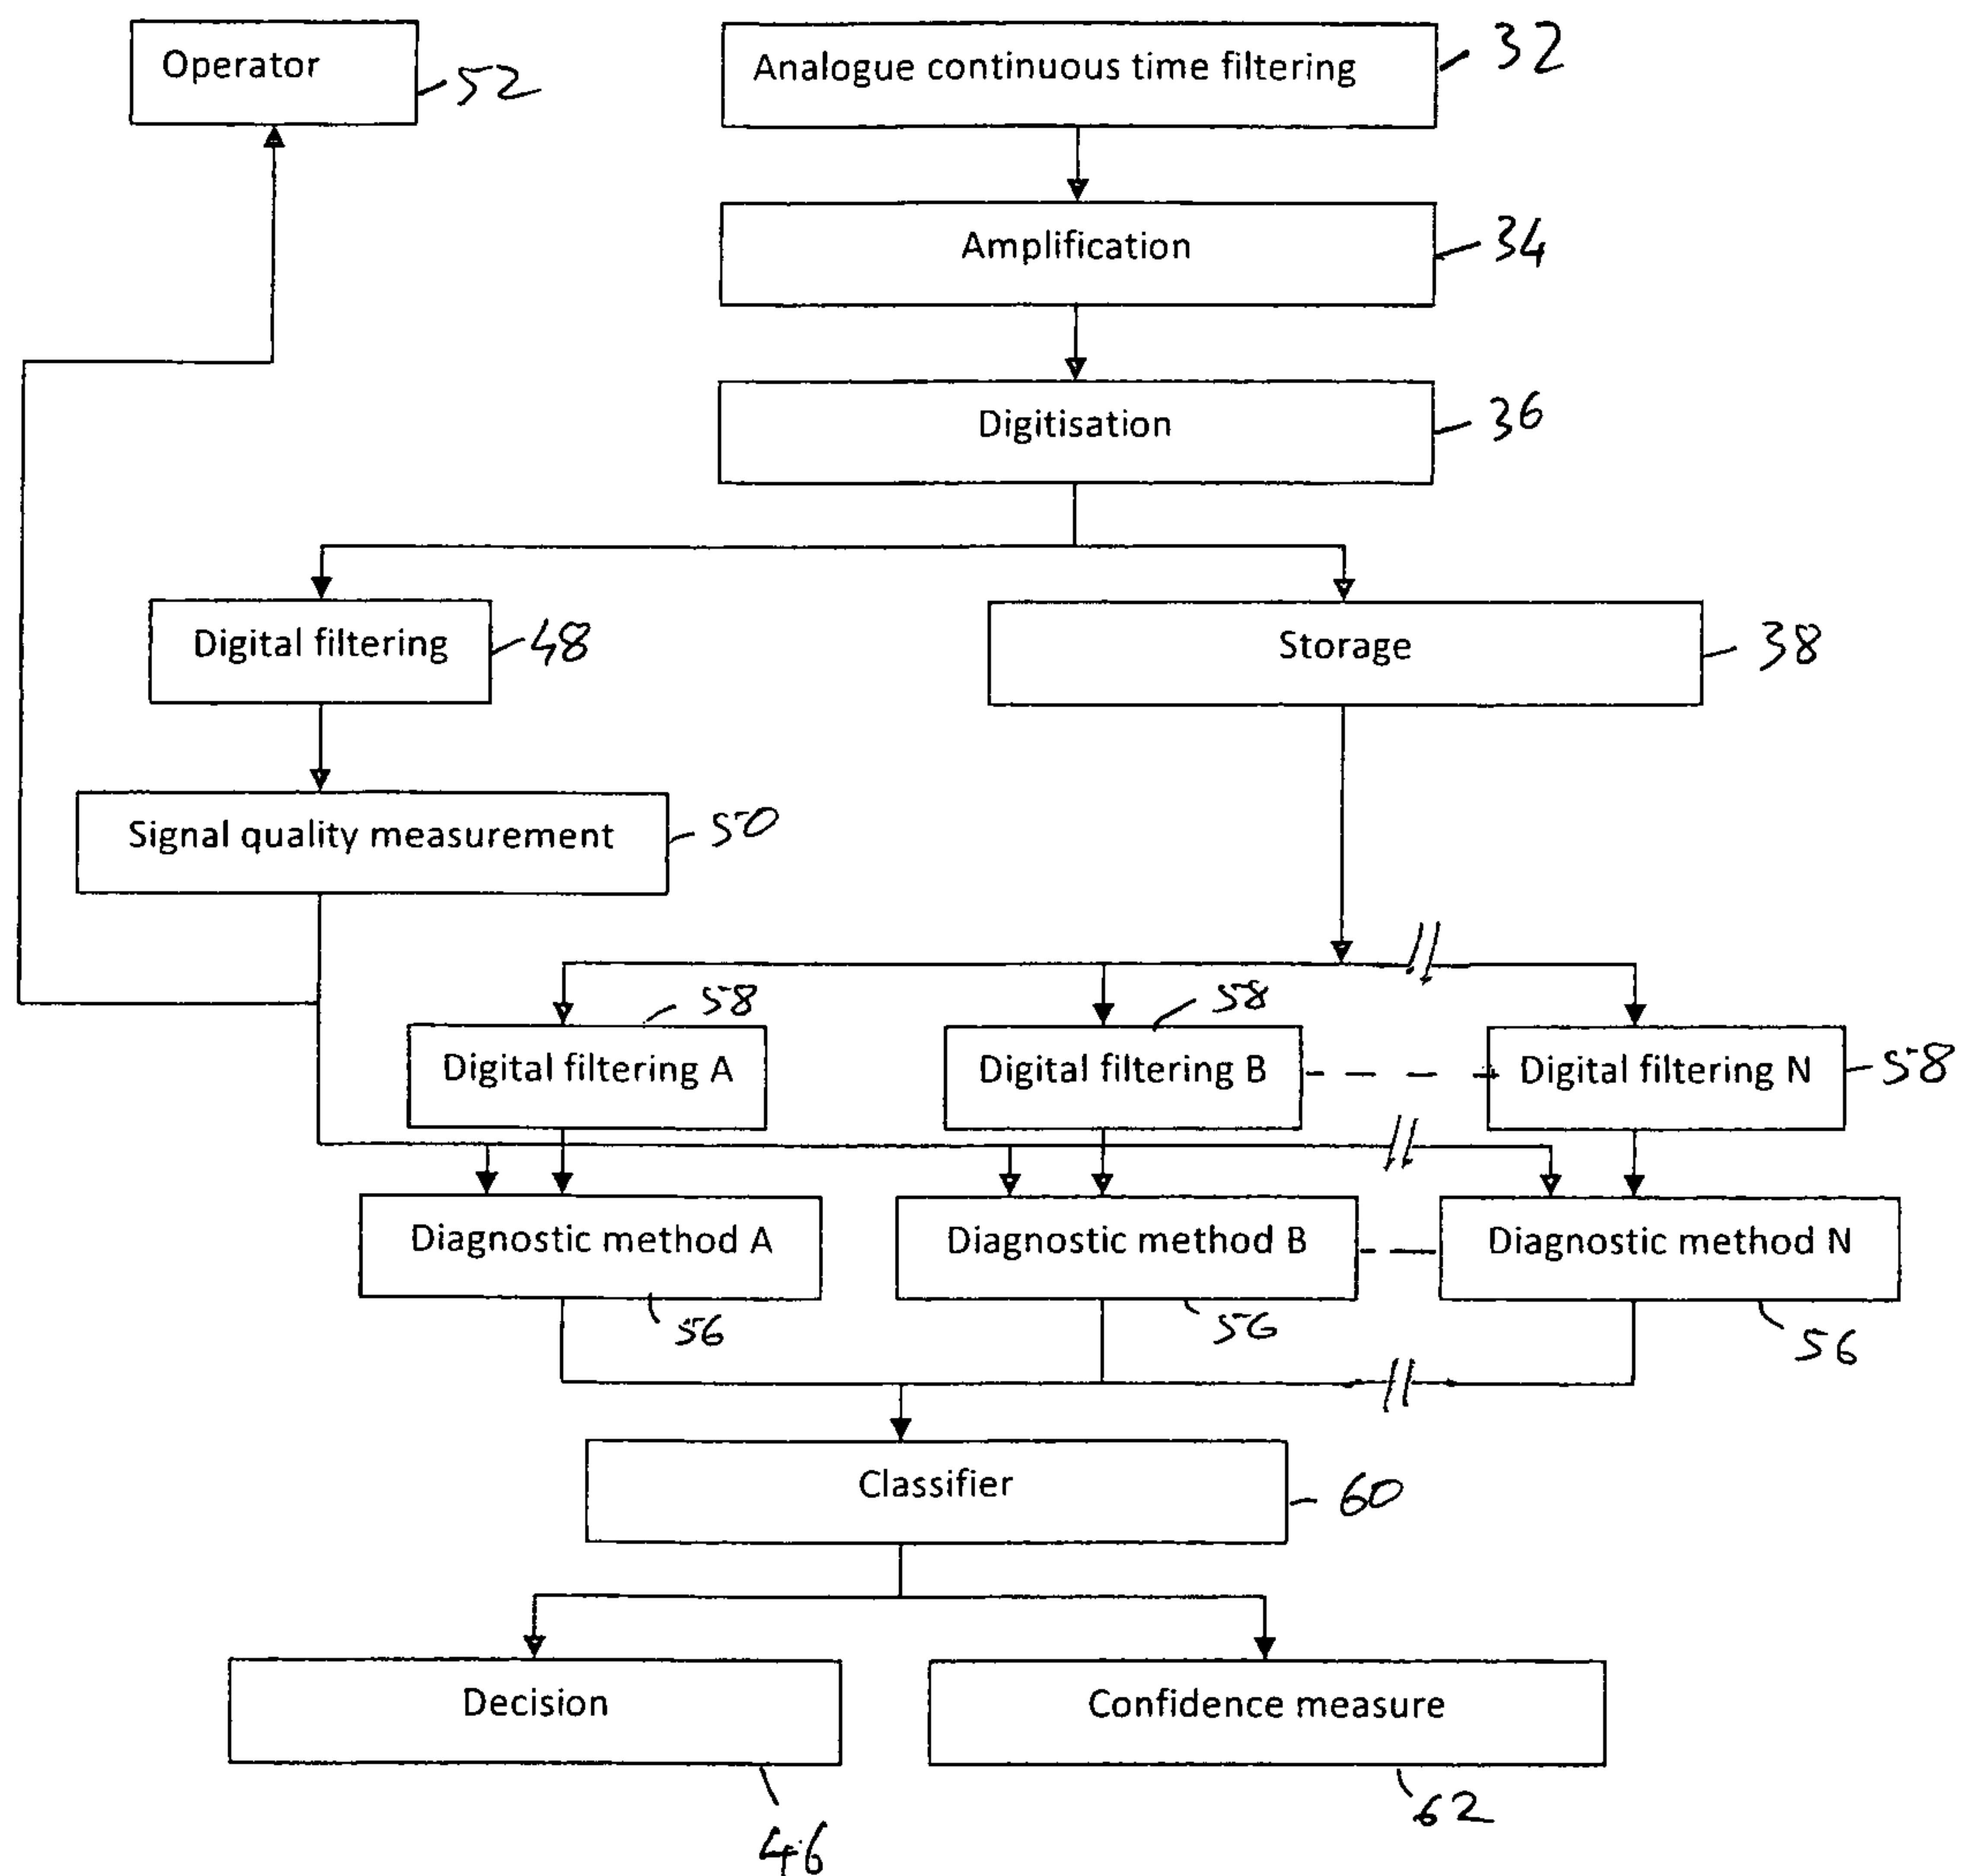 Operator
52
Analogue continuous time filtering
32
Amplification
34
Digitisation
36
Digital filtering
48
Storage
38
Signal quality measurement
50
58
58
Digital filtering A
Digital filtering B
Digital filtering N
58
Diagnostic method A
Diagnostic method B
Diagnostic method N
56
56
56
Classifier
60
Decision
Confidence measure
46
62